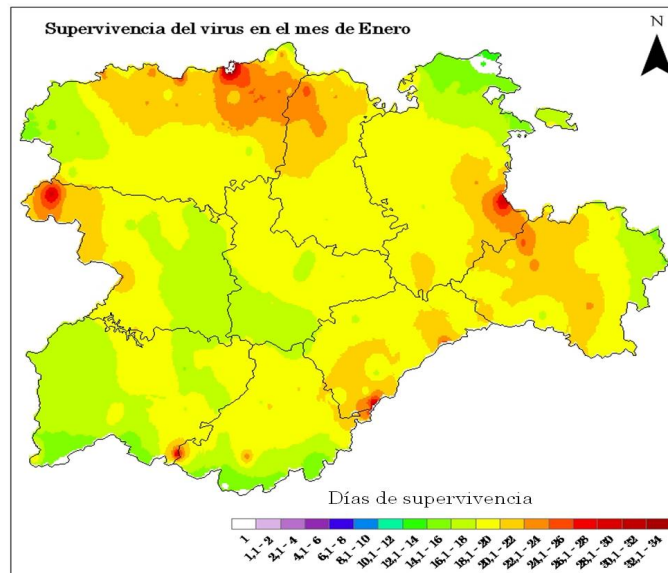 Supervivencia del virus en el mes de Enero
N
Días de supervivencia
1
1,1 - 2
2,1 - 4
4,1 - 6
6,1 - 8
8,1 - 10
10,1 - 12
12,1 - 14
14,1 - 16
16,1 - 18
18,1 - 20
20,1 - 22
22,1 - 24
24,1 - 26
26,1 - 28
28,1 - 30
30,1 - 32
32,1 - 34